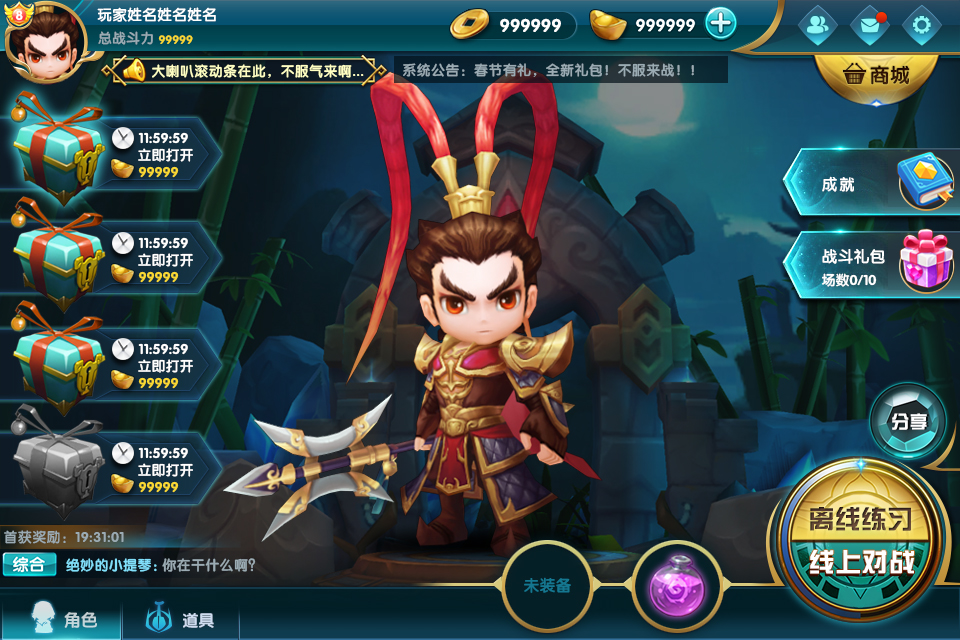 8
玩家姓名姓名姓名
总战斗力 99999
999999
999999
大喇叭滚动条在此，不服气来啊...
系统公告：春节有礼，全新礼包！不服来战！！
商城
11:59:59
立即打开
99999
11:59:59
立即打开
99999
11:59:59
立即打开
99999
11:59:59
立即打开
99999
成就
战斗礼包
场数0/10
分享
离线练习
线上对战
首获奖励：19:31:01
综合 绝妙的小提琴：你在干什么啊？
未装备
角色
道具